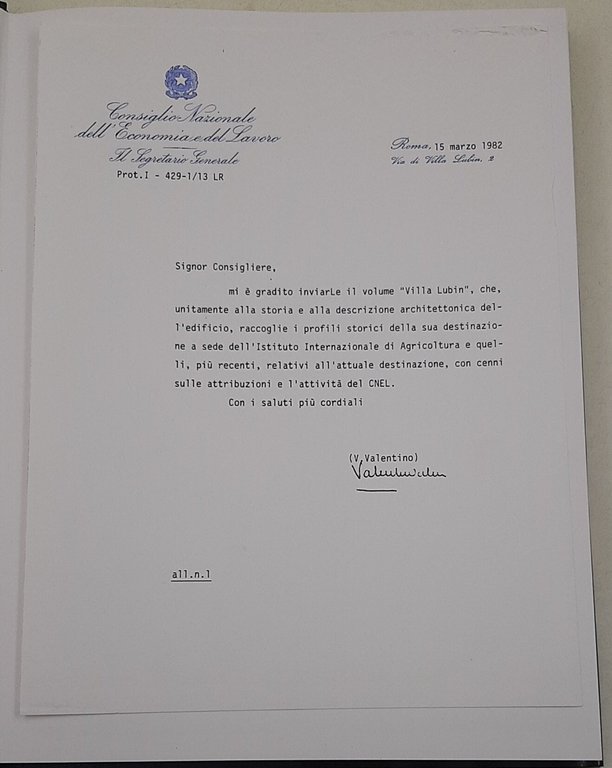 Consiglio Nazionale
dell'Economia e del Lavoro
Il Segretario Generale
Prot.I - 429-1/13 LR
Roma, 15 marzo 1982
Via di Villa Lubin, 2
Signor Consigliere,
mi è gradito inviarLe il volume "Villa Lubin", che,
unitamente alla storia e alla descrizione architettonica del-
l'edificio, raccoglie i profili storici della sua destinazio-
ne a sede dell'Istituto Internazionale di Agricoltura e quel-
li, più recenti, relativi all'attuale destinazione, con cenni
sulle attribuzioni e l'attività del CNEL.
Con i saluti più cordiali
(V.Valentino)
all.n.1